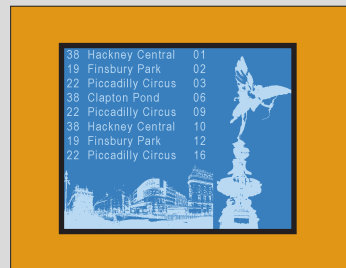 38 Hackney Central 01
19 Finsbury Park 02
22 Piccadilly Circus 03
38 Clapton Pond 06
22 Piccadilly Circus 09
38 Hackney Central 10
19 Finsbury Park 12
22 Piccadilly Circus 16